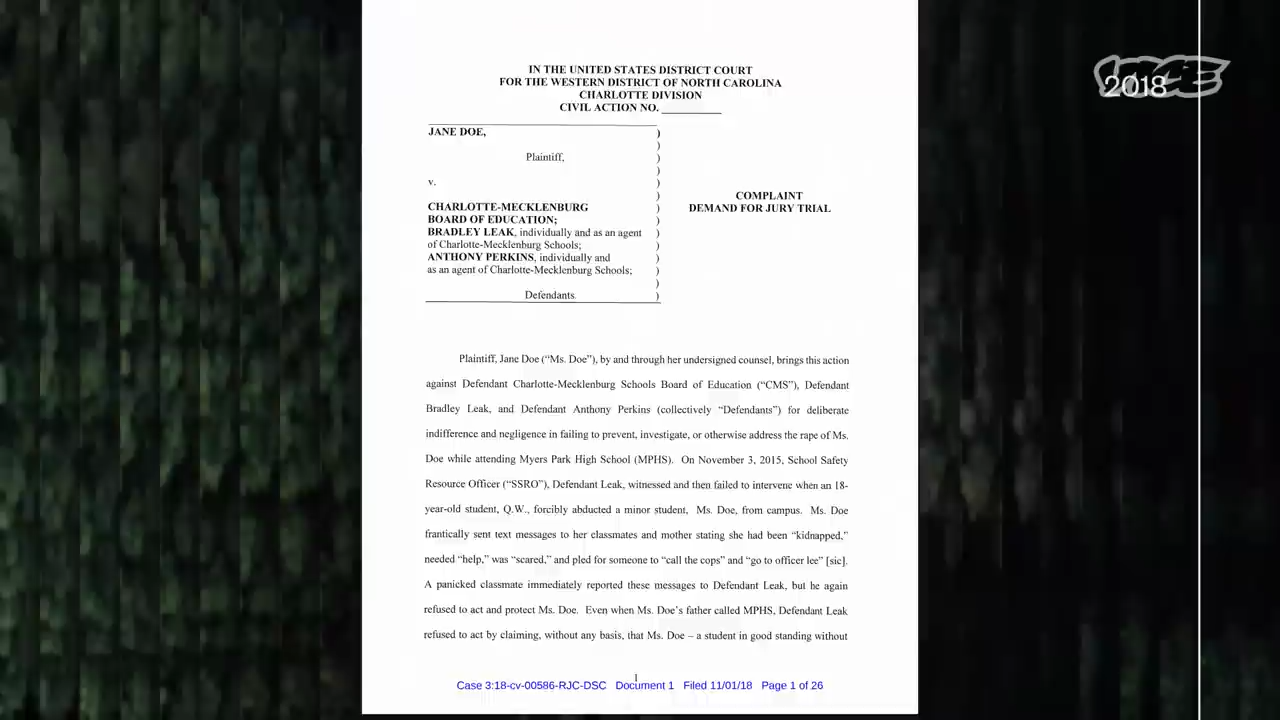 VICE
2018
IN THE UNITED STATES DISTRICT COURT
FOR THE WESTERN DISTRICT OF NORTH CAROLINA
CHARLOTTE DIVISION
CIVIL ACTION NO. __________
JANE DOE,
Plaintiff,
v.
CHARLOTTE-MECKLENBURG
BOARD OF EDUCATION;
BRADLEY LEAK, individually and as an agent
of Charlotte-Mecklenburg Schools;
ANTHONY PERKINS, individually and
as an agent of Charlotte-Mecklenburg Schools;
Defendants.
COMPLAINT
DEMAND FOR JURY TRIAL
Plaintiff, Jane Doe (“Ms. Doe”), by and through her undersigned counsel, brings this action
against Defendant Charlotte-Mecklenburg Schools Board of Education (“CMS”), Defendant
Bradley Leak, and Defendant Anthony Perkins (collectively “Defendants”) for deliberate
indifference and negligence in failing to prevent, investigate, or otherwise address the rape of Ms.
Doe while attending Myers Park High School (MPHS). On November 3, 2015, School Safety
Resource Officer (“SSRO”), Defendant Leak, witnessed and then failed to intervene when an 18-
year-old student, Q.W., forcibly abducted a minor student, Ms. Doe, from campus. Ms. Doe
frantically sent text messages to her classmates and mother stating she had been “kidnapped,”
needed “help,” was “scared,” and pled for someone to “call the cops” and “go to officer lee” [sic].
A panicked classmate immediately reported these messages to Defendant Leak, but he again
refused to act and protect Ms. Doe. Even when Ms. Doe’s father called MPHS, Defendant Leak
refused to act by claiming, without any basis, that Ms. Doe – a student in good standing without
1
Case 3:18-cv-00586-RJC-DSC Document 1 Filed 11/01/18 Page 1 of 26